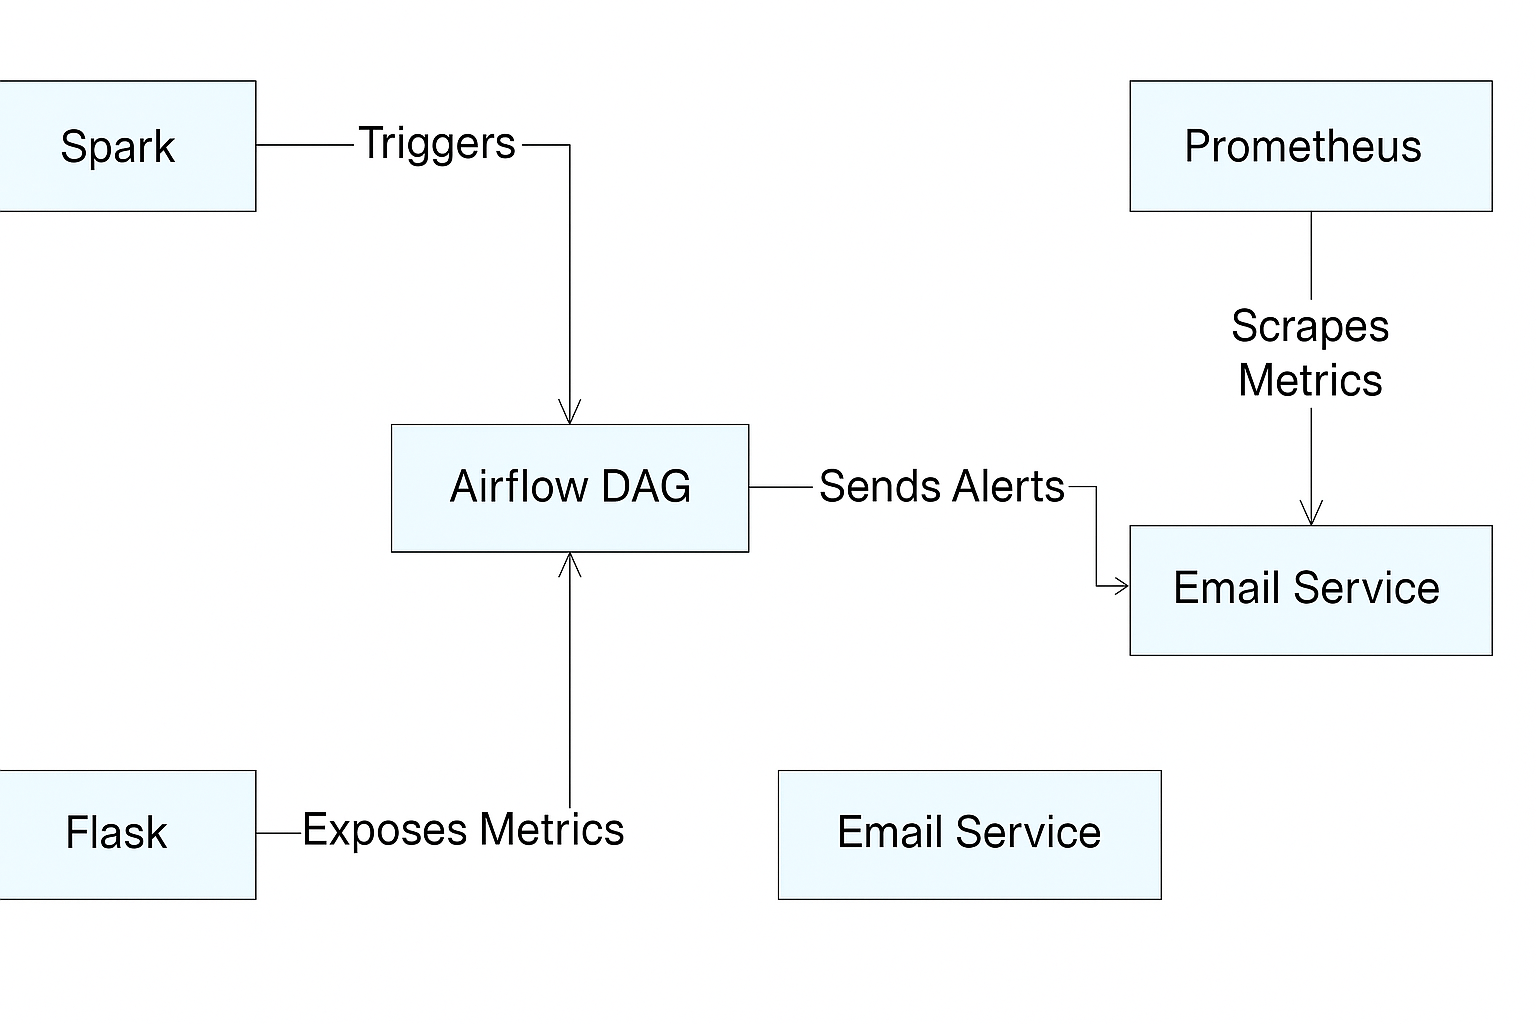 Spark
Triggers
Prometheus
Scrapes
Metrics
Airflow DAG
Sends Alerts
Email Service
Flask
Exposes Metrics
Email Service